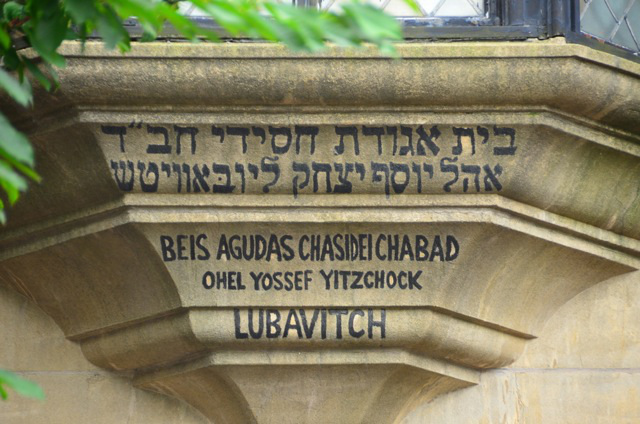 בית אגודת חסידי חב״ד
אהל יוסף יצחק ליובאוויטש
BEIS AGUDAS CHASIDEI CHABAD
OHEL YOSSEF YITZCHOCK
LUBAVITCH